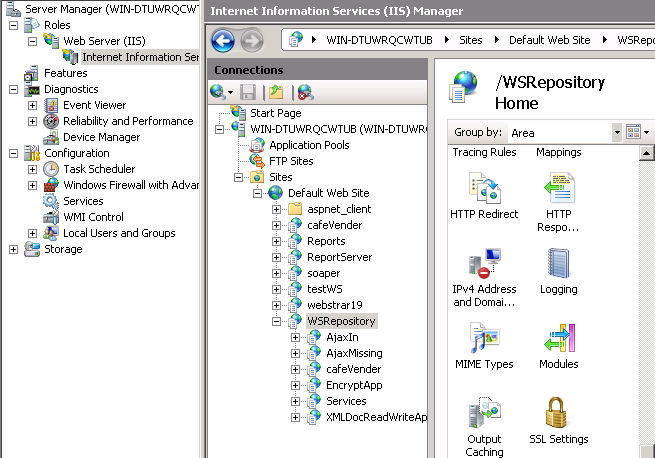 Server Manager (WIN-DTUWRQCWTU
Roles
Web Server (IIS)
Internet Information Ser
Features
Diagnostics
Event Viewer
Reliability and Performance
Device Manager
Configuration
Task Scheduler
Windows Firewall with Advan
Services
WMI Control
Local Users and Groups
Storage
Internet Information Services (IIS) Manager
WIN-DTUWRQCWTUB
Sites
Default Web Site
WSRepo
Connections
Start Page
WIN-DTUWRQCWTUB (WIN-DTUWR
Application Pools
FTP Sites
Sites
Default Web Site
aspnet_client
cafeVender
Reports
ReportServer
soaper
testWS
webstrar19
WSRepository
AjaxIn
AjaxMissing
cafeVender
EncryptApp
Services
XMLDocReadWriteAp
/WSRepository
Home
Group by: Area
Tracing Rules
Mappings
HTTP Redirect
HTTP
Respo...
IPv4 Address
and Domai...
Logging
MIME Types
Modules
Output
Caching
SSL Settings